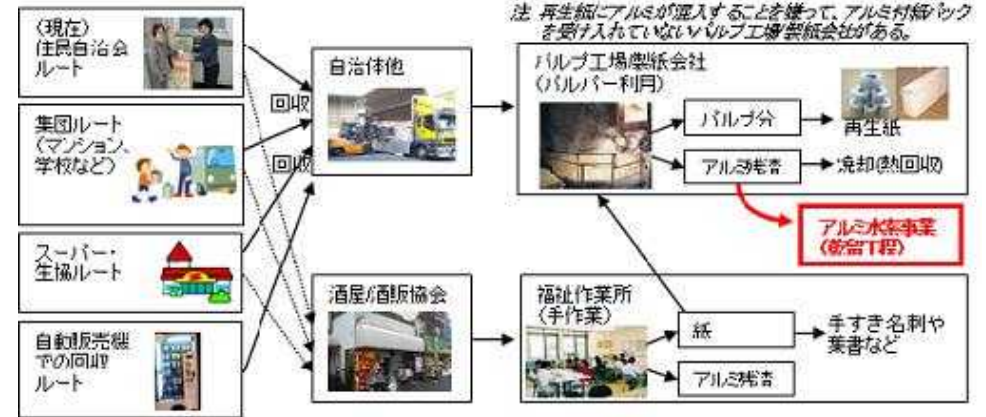 注 再生紙にアルミが混入することを嫌って、アルミ付紙パック
を受け入れていないパルプ工場/製紙会社がある。
(現在)
住民自治会
ルート
集団ルート
(マンション、
学校など)
スーパー・
生協ルート
自動販売機
での回収
ルート
回収
回収
自治体他
酒屋/酒販協会
パルプ工場/製紙会社
(パルパー利用)
パルプ分
再生紙
アルミ残渣
焼却(熱回収)
アルミ水素事業
(乾留工程)
福祉作業所
(手作業)
紙
手すき名刺や
葉書など
アルミ残渣